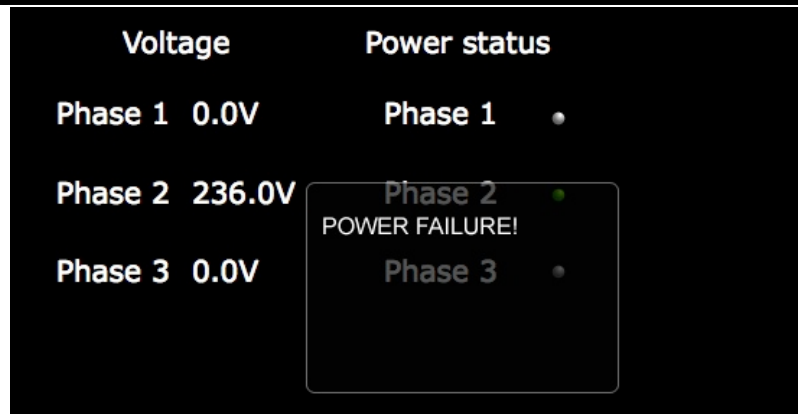 Voltage Power status
Phase 1 0.0V Phase 1
Phase 2 236.0V Phase 2
POWER FAILURE!
Phase 3 0.0V Phase 3